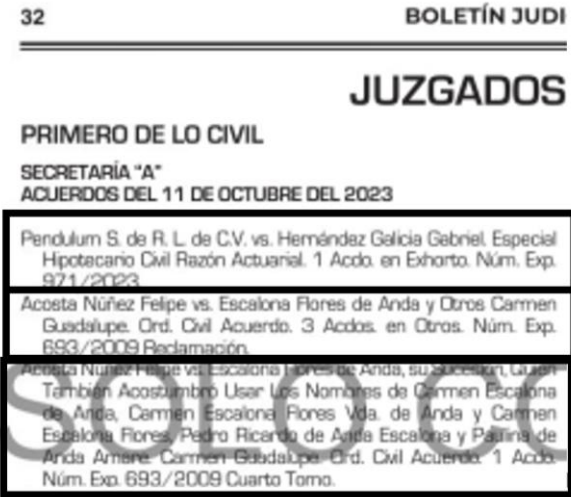 32 BOLETÍN JUDI
JUZGADOS
PRIMERO DE LO CIVIL
SECRETARÍA "A"
ACUERDOS DEL 11 DE OCTUBRE DEL 2023
Pendulum S. de R. L. de C.V. vs. Hernández Galicia Gabriel. Especial
Hipotecario Civil Razón Actuarial. 1 Acdo. en Exhorto. Núm. Exp.
971/2023
Acosta Núñez Felipe vs. Escalona Flores de Anda y Otros Carmen
Guadalupe. Ord. Civil Acuerdo. 3 Acdos. en Otros. Núm. Exp.
693/2009 Reclamación.
Acosta Núñez Felipe vs. Escalona Flores de Anda, su Sucesión, Quien
También Acostumbró Usar Los Nombres de Carmen Escalona
de Anda, Carmen Escalona Flores Vda. de Anda y Carmen
Escalona Flores, Pedro Ricardo de Anda Escalona y Paulina de
Anda Amare. Carmen Guadalupe. Ord. Civil Acuerdo. 1 Acdo.
Núm. Exp. 693/2009 Cuarto Tomo.
SOLO CO